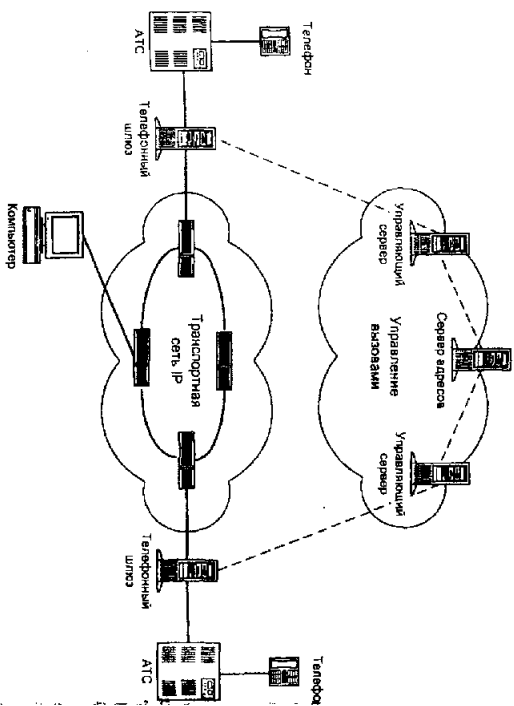 Телефон
АТС
Телефонный
шлюз
Управляющий
сервер
Сервер адресов
Управление
вызовами
Управляющий
сервер
Транспортная
сеть IP
Компьютер
Телефонный
шлюз
АТС
Телефон